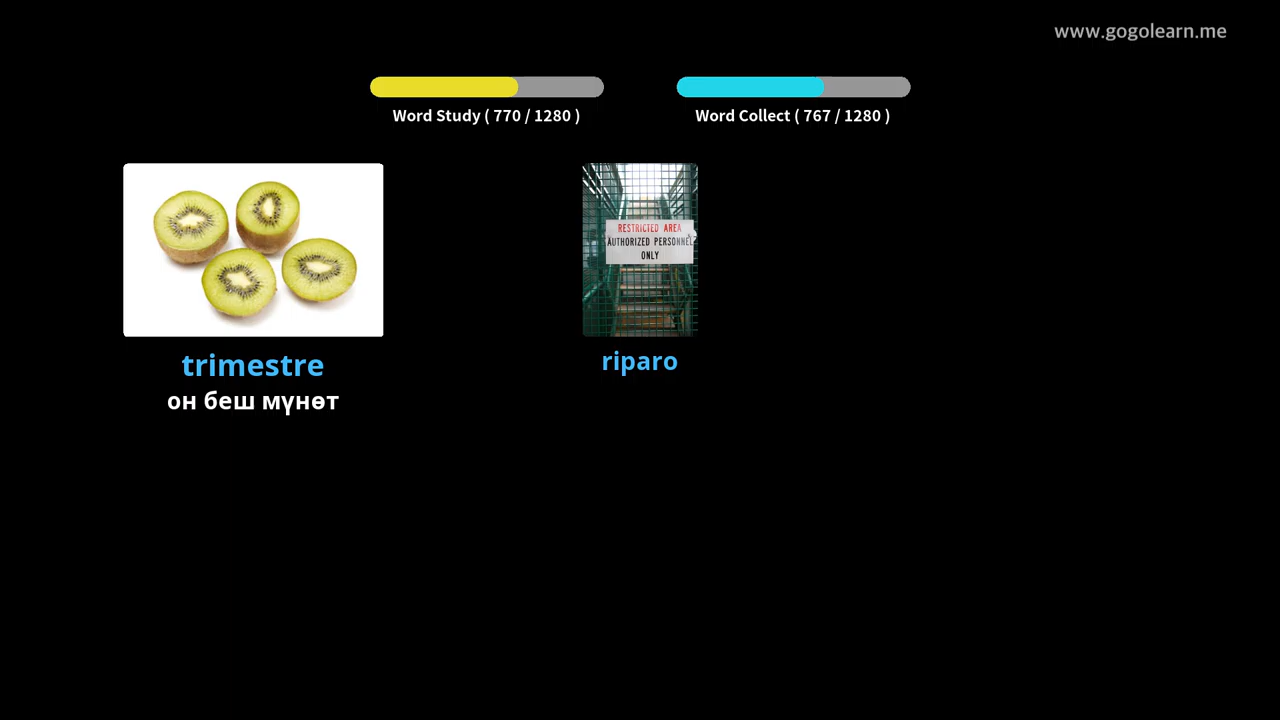 www.gogolearn.me
Word Study ( 770 / 1280 )
Word Collect ( 767 / 1280 )
RESTRICTED AREA
AUTHORIZED PERSONNEL
ONLY
trimestre
он беш мүнөт
riparo